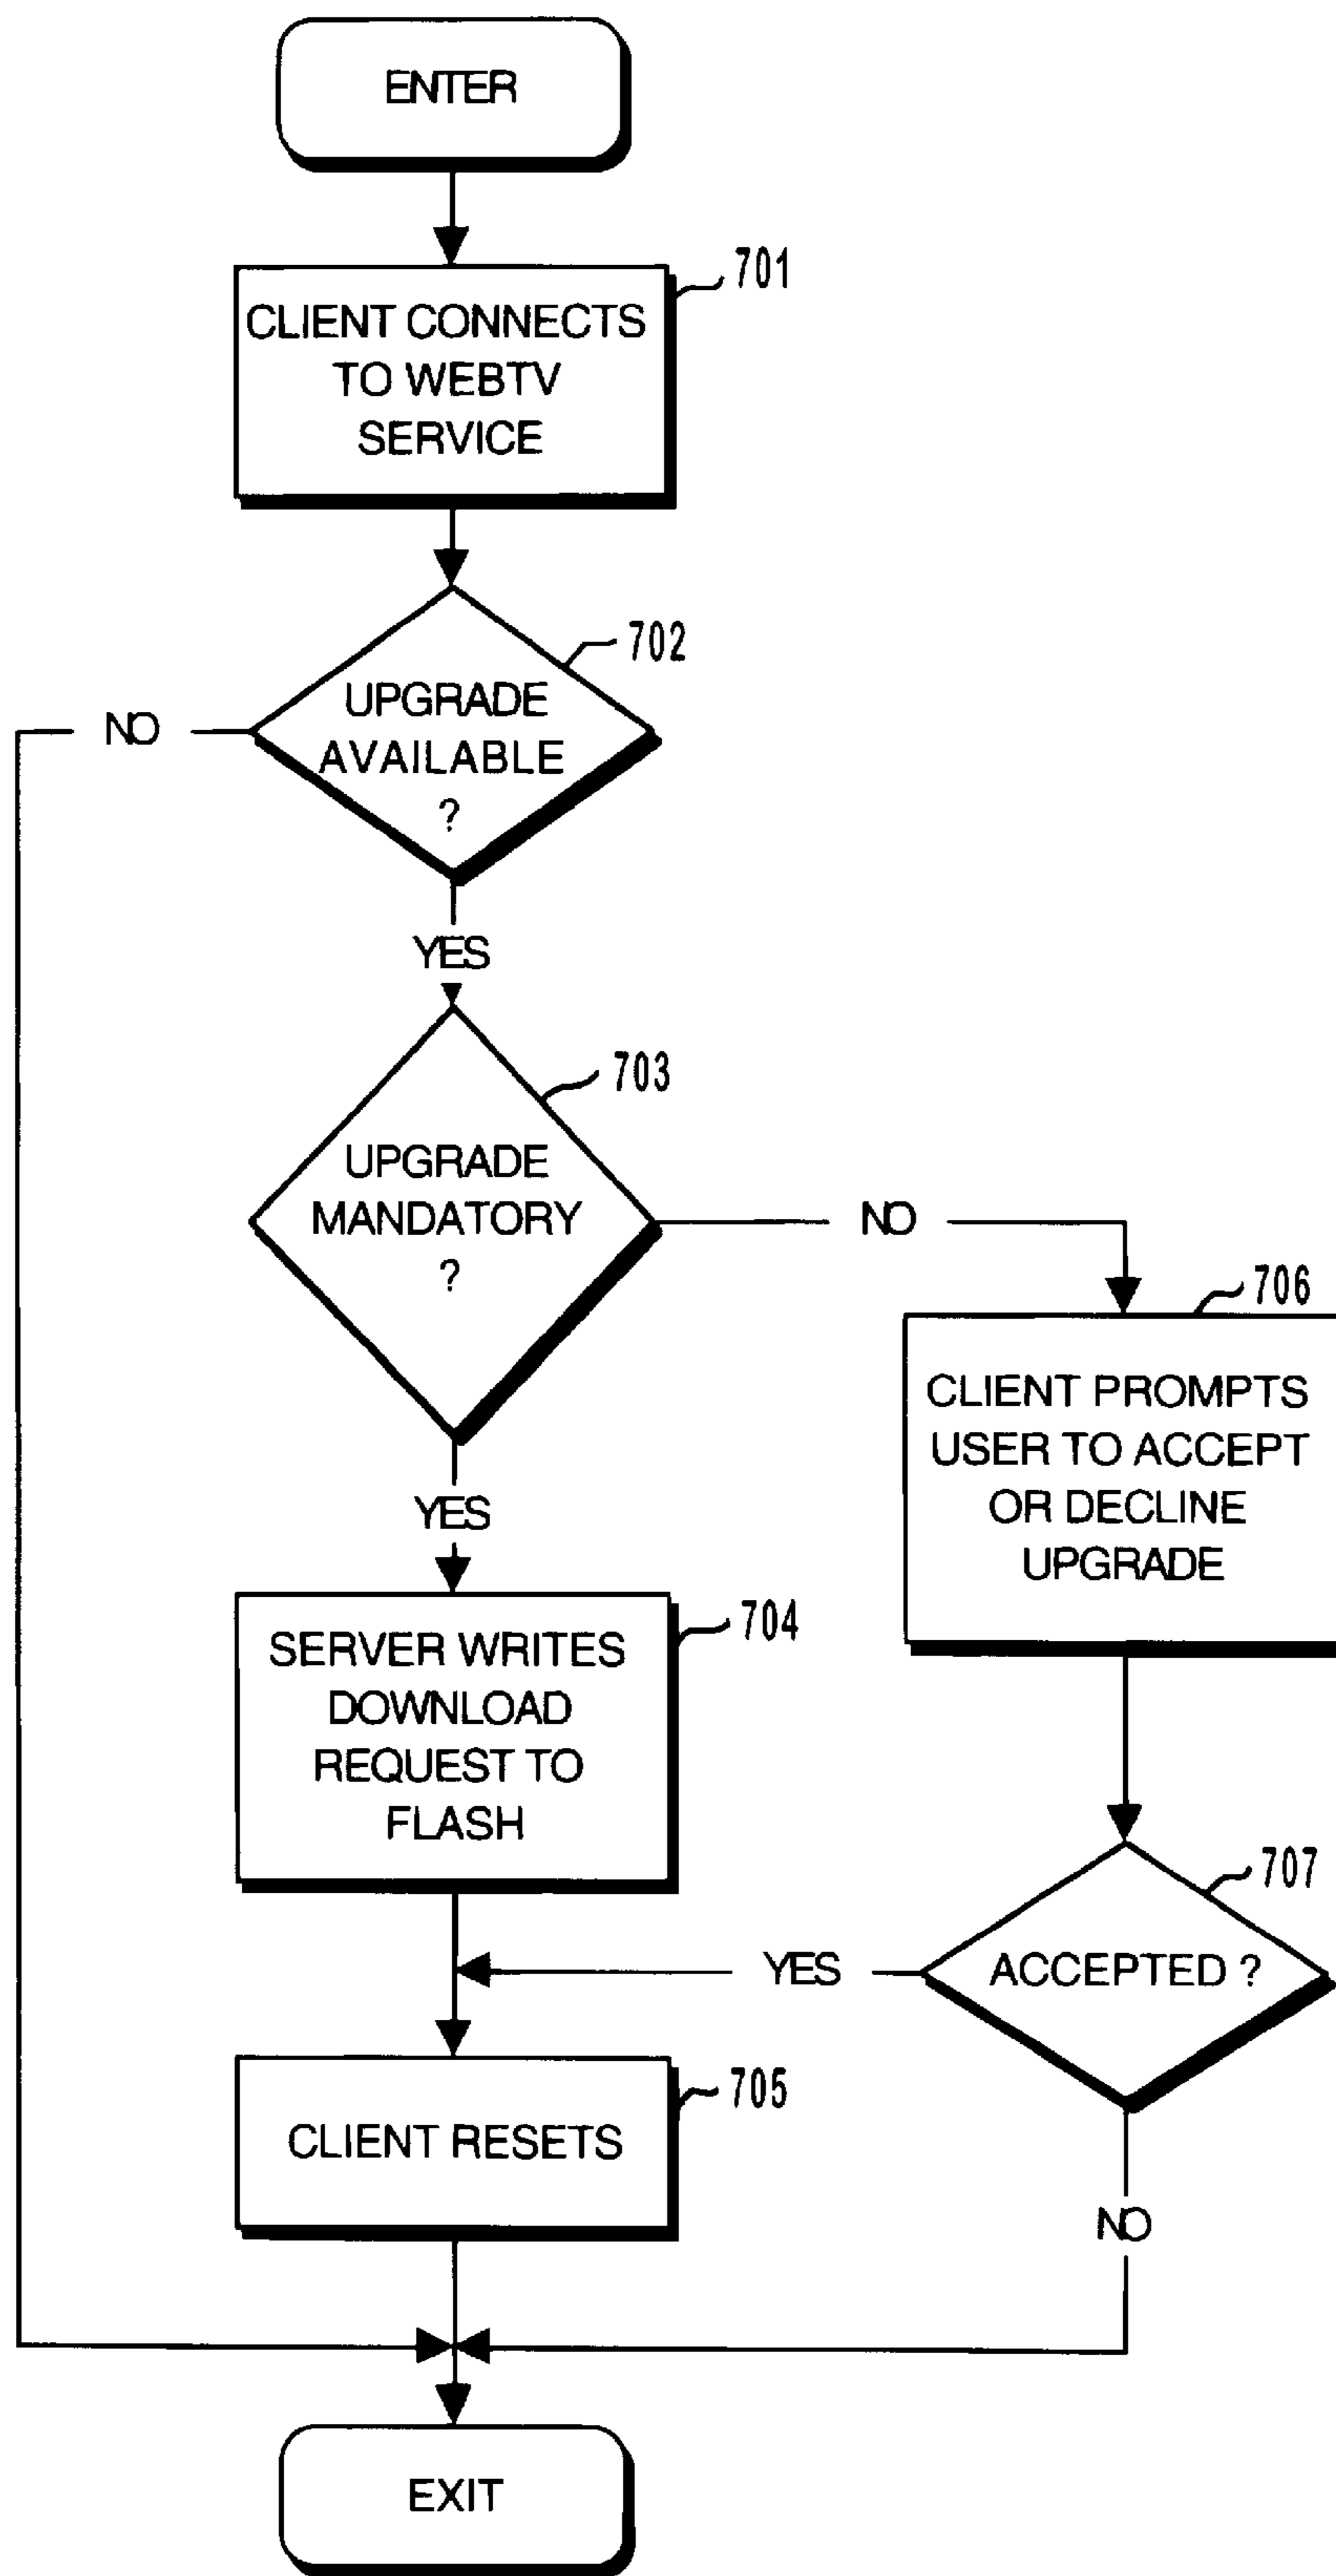 ENTER
701
CLIENT CONNECTS
TO WEBTV
SERVICE
702
UPGRADE
AVAILABLE
?
NO
YES
703
UPGRADE
MANDATORY
?
NO
YES
706
CLIENT PROMPTS
USER TO ACCEPT
OR DECLINE
UPGRADE
704
SERVER WRITES
DOWNLOAD
REQUEST TO
FLASH
707
ACCEPTED ?
YES
705
CLIENT RESETS
NO
EXIT